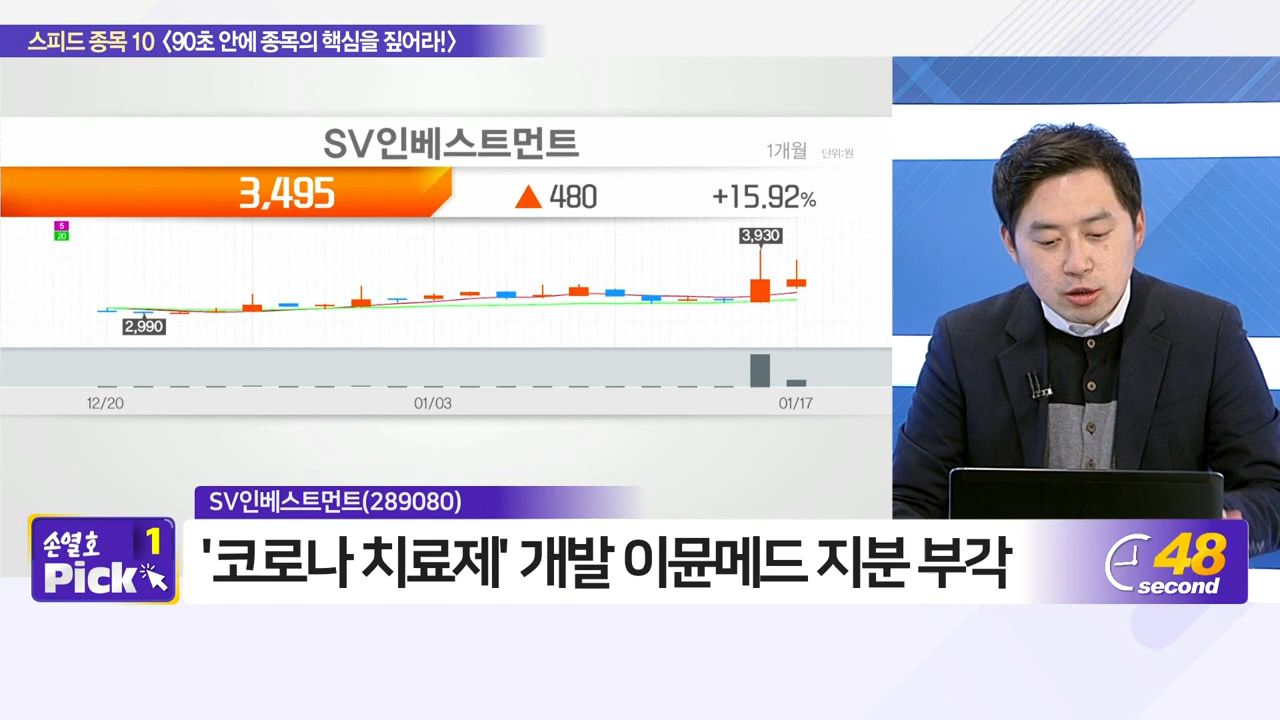 스피드 종목 10 <90초 안에 종목의 핵심을 짚어라!>
SV인베스트먼트
1개월 단위:원
3,495 ▲480 +15.92%
5
20
3,930
2,990
12/20 01/03 01/17
SV인베스트먼트(289080)
손열호 1
Pick
'코로나 치료제' 개발 이뮨메드 지분 부각
48
second